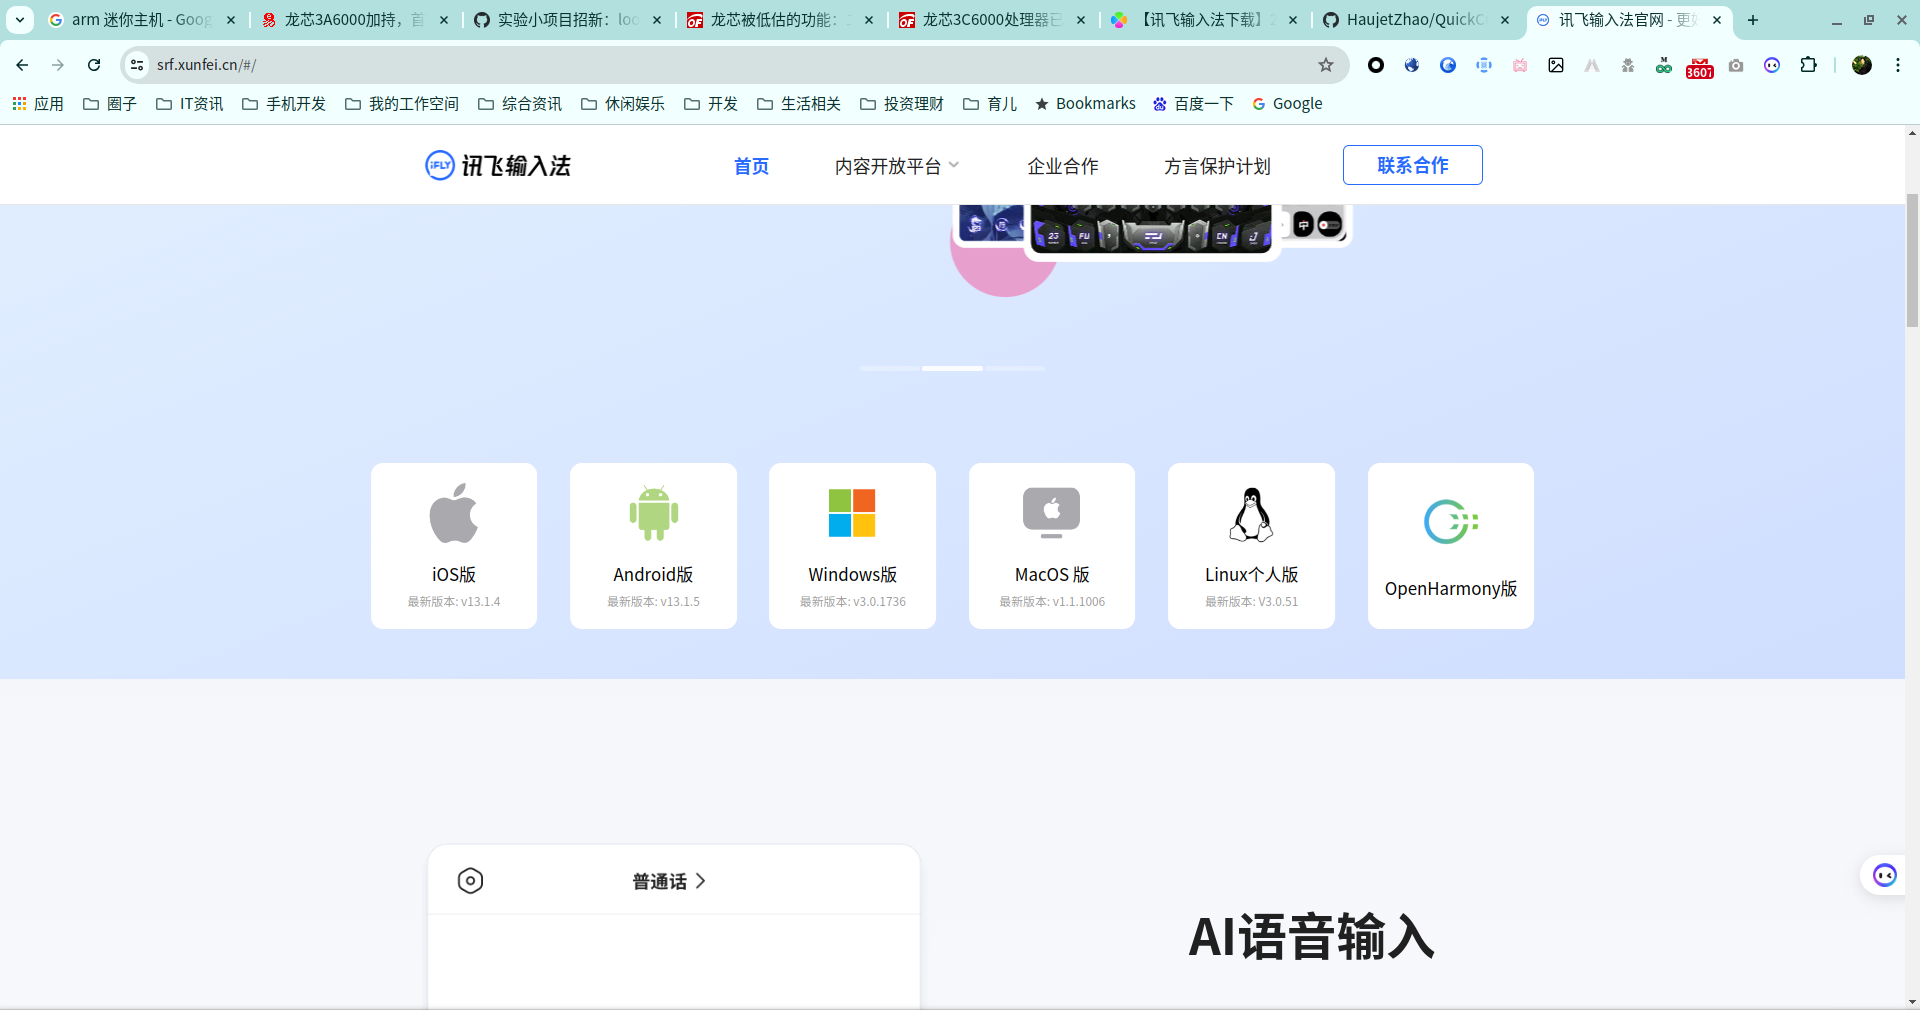 arm 迷你主机 - Goog
龙芯3A6000加持，首
实验小项目招新：loo
龙芯被低估的功能：二
龙芯3C6000处理器已
【讯飞输入法下载】2
HaujetZhao/QuickC
讯飞输入法官网 - 更好
srf.xunfei.cn/#/
3607
应用
圈子
IT资讯
手机开发
我的工作空间
综合资讯
休闲娱乐
开发
生活相关
投资理财
育儿
Bookmarks
百度一下
Google
iFLY 讯飞输入法
首页
内容开放平台
企业合作
方言保护计划
联系合作
iOS版
最新版本: v13.1.4
Android版
最新版本: v13.1.5
Windows版
最新版本: v3.0.1736
MacOS 版
最新版本: v1.1.1006
Linux个人版
最新版本: V3.0.51
OpenHarmony版
普通话
AI语音输入